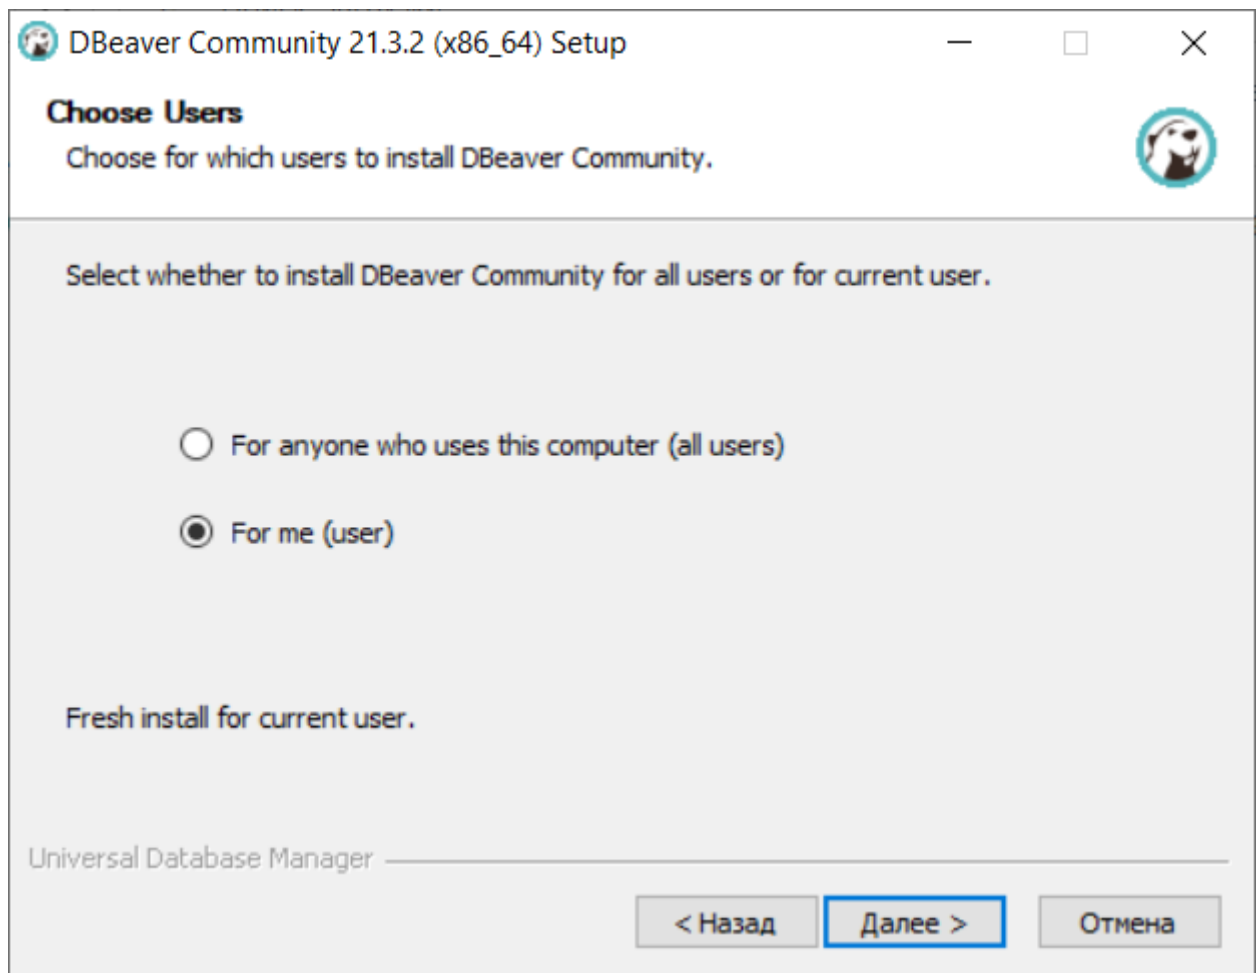 DBeaver Community 21.3.2 (x86_64) Setup
Choose Users
Choose for which users to install DBeaver Community.
Select whether to install DBeaver Community for all users or for current user.
For anyone who uses this computer (all users)
For me (user)
Fresh install for current user.
Universal Database Manager
< Назад
Далее >
Отмена